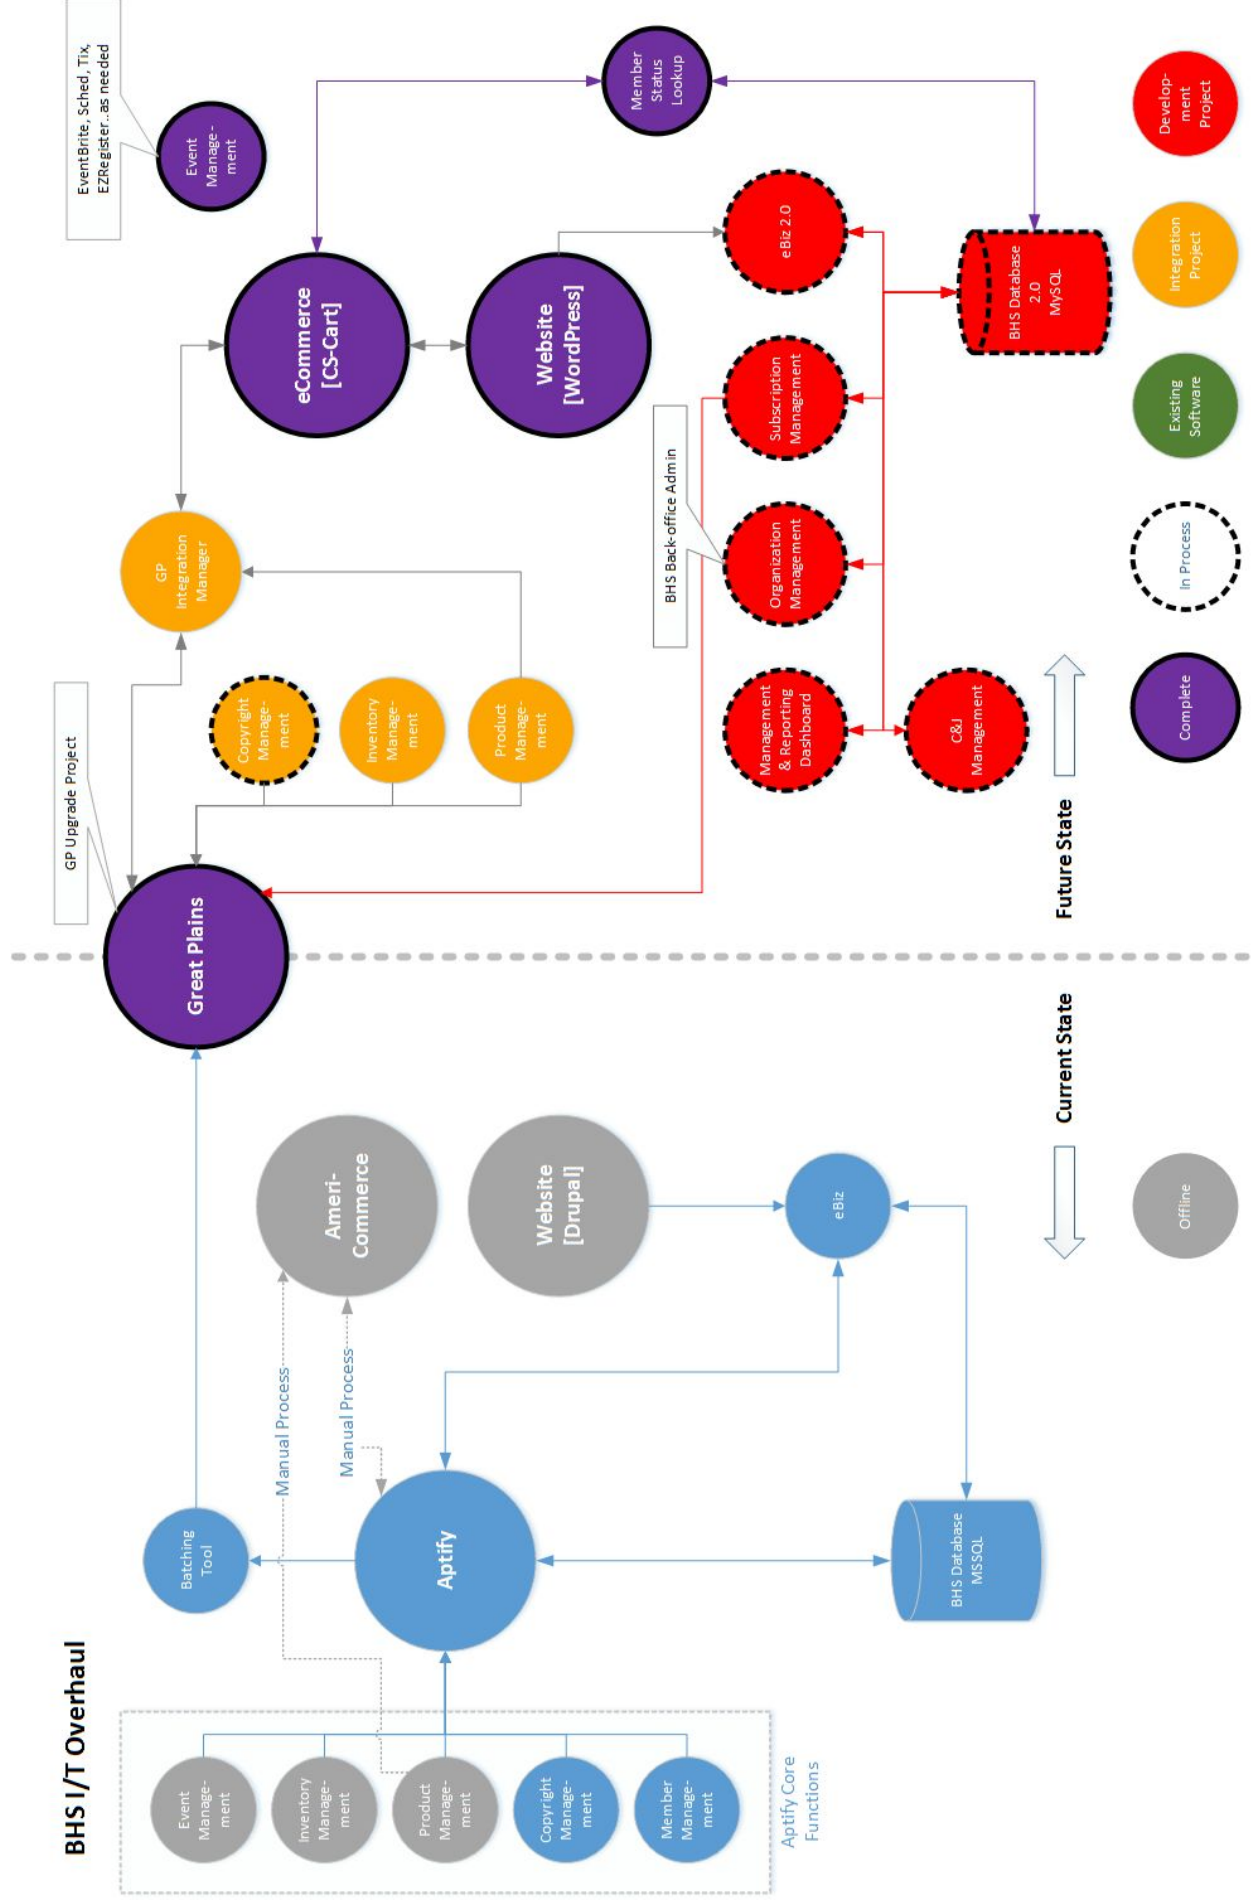 BHS I/T Overhaul
Event
Manage-
ment
Inventory
Manage-
ment
Product
Manage-
ment
Copyright
Manage-
ment
Member
Manage-
ment
Aptify Core
Functions
Batching
Tool
Aptify
BHS Database
MSSQL
Manual Process
Manual Process
Ameri-
Commerce
Website
[Drupal]
eBiz
Current State
Offline
Great Plains
GP Upgrade Project
Future State
Copyright
Manage-
ment
Inventory
Manage-
ment
Product
Manage-
ment
GP
Integration
Manager
Management
& Reporting
Dashboard
C&J
Management
BHS Back-office Admin
Organization
Management
Subscription
Management
eBiz 2.0
eCommerce
[CS-Cart]
Website
[WordPress]
BHS Database
2.0
MySQL
EventBrite, Sched, Tix,
EZRegister..as needed
Event
Manage-
ment
Member
Status
Lookup
Complete
In Process
Existing
Software
Integration
Project
Develop-
ment
Project